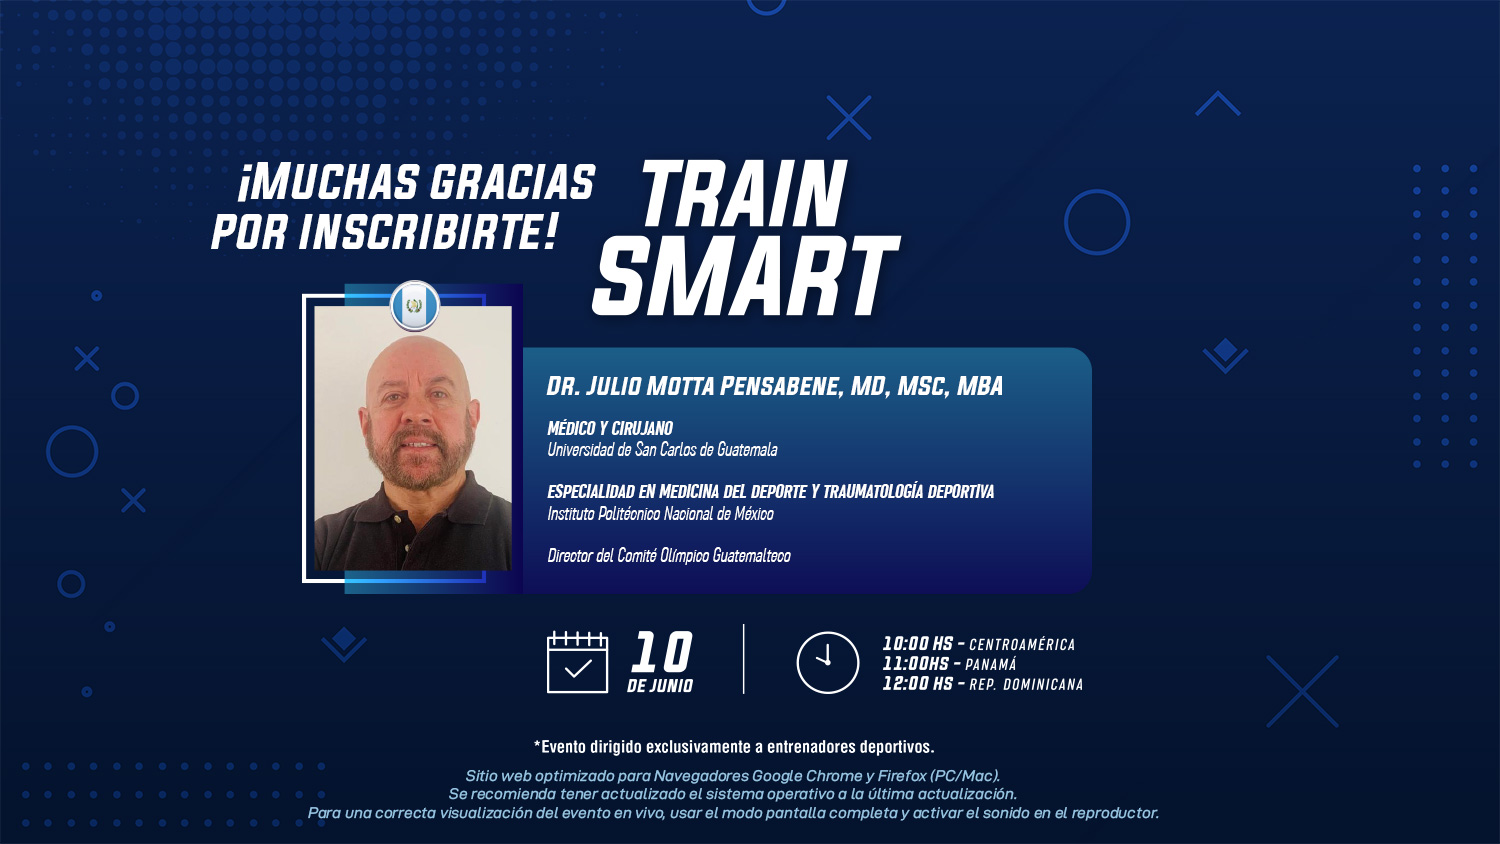 ¡MUCHAS GRACIAS
POR INSCRIBIRTE!
TRAIN
SMART
DR. JULIO MOTTA PENSABENE, MD, MSC, MBA
MÉDICO Y CIRUJANO
Universidad de San Carlos de Guatemala
ESPECIALIDAD EN MEDICINA DEL DEPORTE Y TRAUMATOLOGÍA DEPORTIVA
Instituto Politécnico Nacional de México
Director del Comité Olímpico Guatemalteco
10
DE JUNIO
10:00 HS - CENTROAMÉRICA
11:00HS - PANAMÁ
12:00 HS - REP. DOMINICANA
*Evento dirigido exclusivamente a entrenadores deportivos.
Sitio web optimizado para Navegadores Google Chrome y Firefox (PC/Mac).
Se recomienda tener actualizado el sistema operativo a la última actualización.
Para una correcta visualización del evento en vivo, usar el modo pantalla completa y activar el sonido en el reproductor.